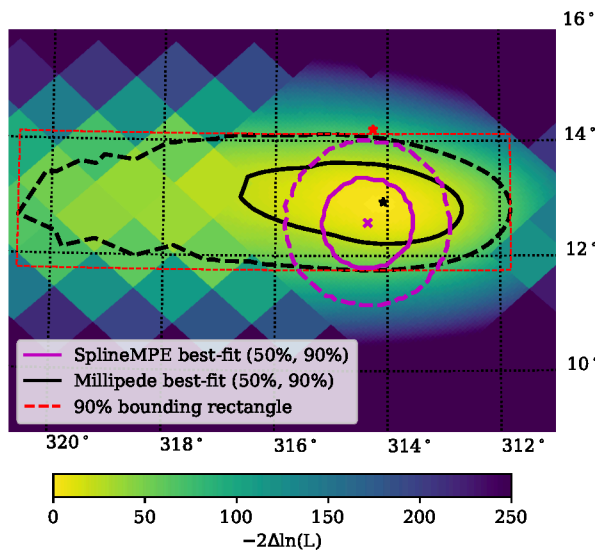 16°
14°
12°
10°
SplineMPE best-fit (50%, 90%)
Millipede best-fit (50%, 90%)
90% bounding rectangle
320° 318° 316° 314° 312°
0 50 100 150 200 250
−2Δln(L)